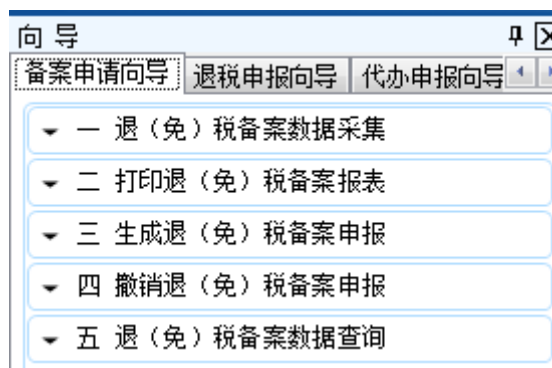 向导
备案申请向导 退税申报向导 代办申报向导
一 退（免）税备案数据采集
二 打印退（免）税备案报表
三 生成退（免）税备案申报
四 撤销退（免）税备案申报
五 退（免）税备案数据查询